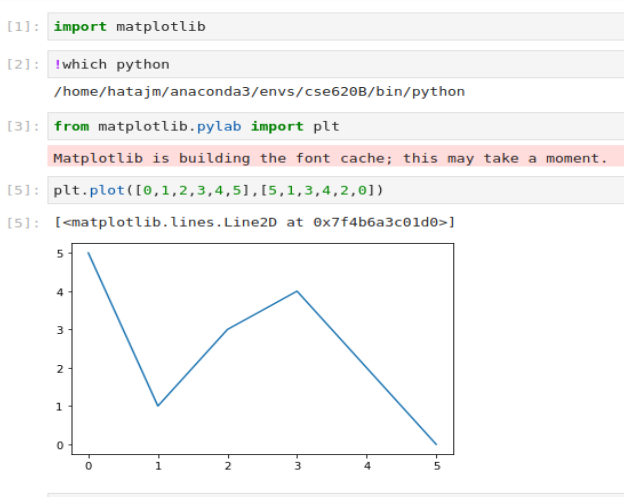 [1]: import matplotlib
[2]: !which python
/home/hatajm/anaconda3/envs/cse620B/bin/python
[3]: from matplotlib.pylab import plt
Matplotlib is building the font cache; this may take a moment.
[5]: plt.plot([0,1,2,3,4,5],[5,1,3,4,2,0])
[5]: [<matplotlib.lines.Line2D at 0x7f4b6a3c01d0>]
5
4
3
2
1
0
0 1 2 3 4 5